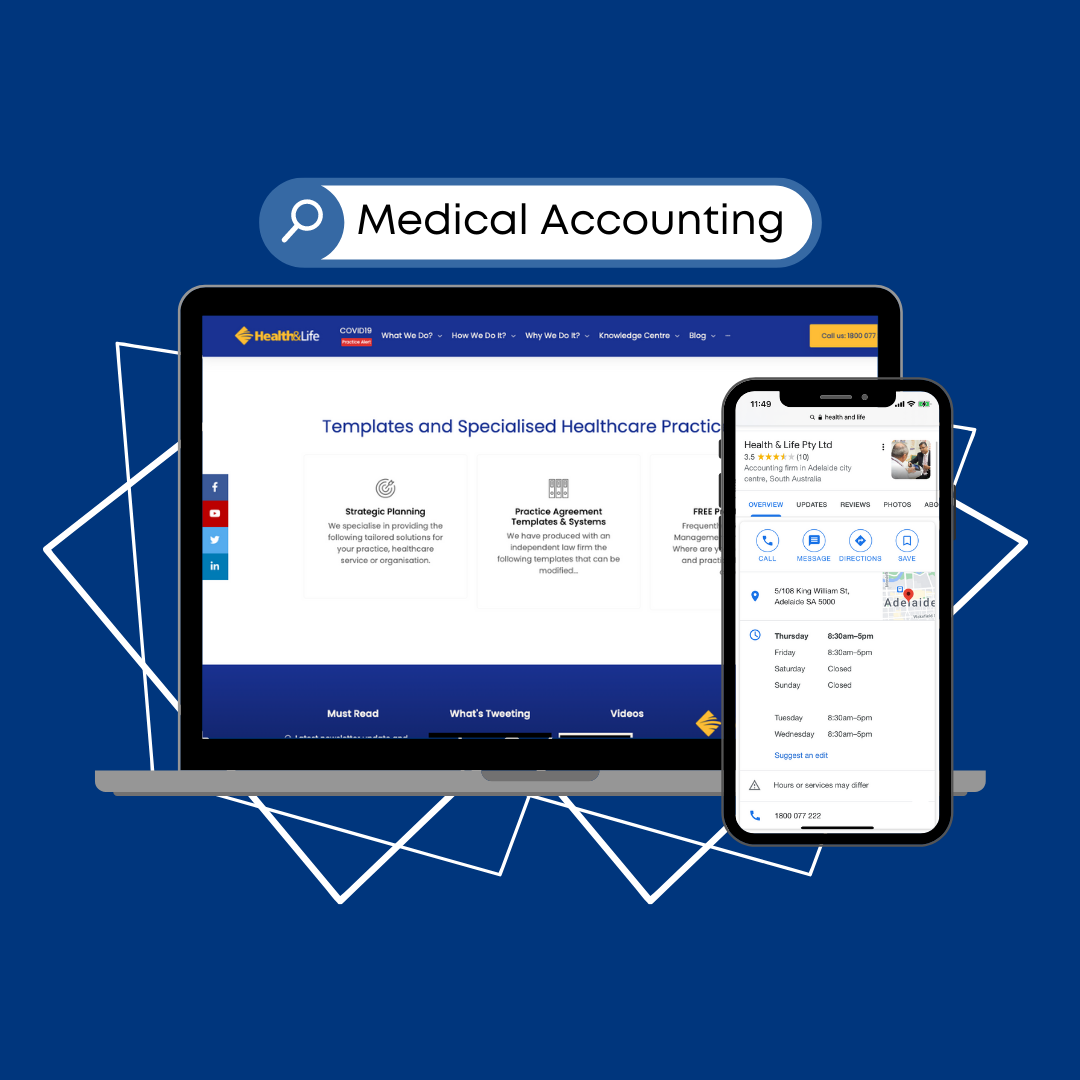 Medical Accounting
Health&Life
COVID19
Practice Alert
What We Do?
How We Do It?
Why We Do It?
Knowledge Centre
Blog
Call us: 1800 077
Templates and Specialised Healthcare Practic
Strategic Planning
We specialise in providing the
following tailored solutions for
your practice, healthcare
service or organisation.
Practice Agreement
Templates & Systems
We have produced with an
independent law firm the
following templates that can be
modified...
FREE P
Frequentl
Manageme
Where are y
and practi
Must Read
What's Tweeting
Videos
Latest newsletter update and
11:49
health and life
Health & Life Pty Ltd
3.5 (10)
Accounting firm in Adelaide city
centre, South Australia
OVERVIEW
UPDATES
REVIEWS
PHOTOS
ABO
CALL
MESSAGE
DIRECTIONS
SAVE
5/108 King William St,
Adelaide SA 5000
Adelaide
Thursday 8:30am–5pm
Friday 8:30am–5pm
Saturday Closed
Sunday Closed
Tuesday 8:30am–5pm
Wednesday 8:30am–5pm
Suggest an edit
Hours or services may differ
1800 077 222